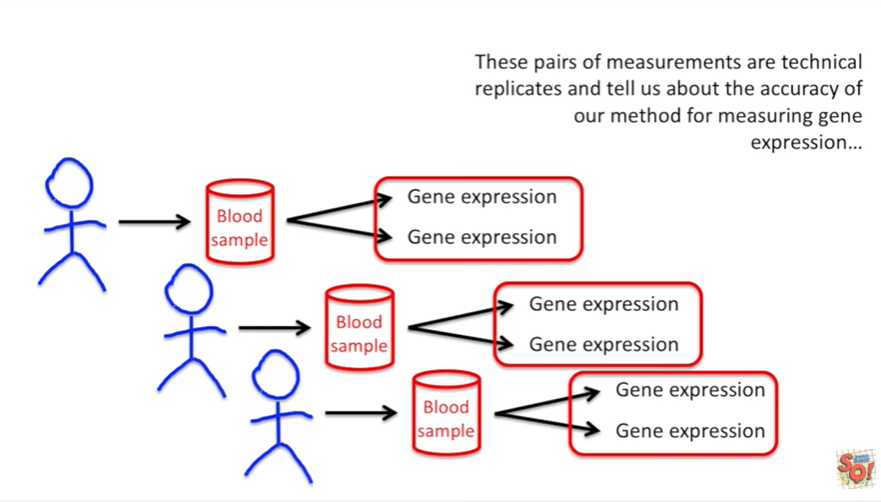 These pairs of measurements are technical
replicates and tell us about the accuracy of
our method for measuring gene
expression…
Gene expression
Blood
sample
Gene expression
Gene expression
Blood
sample
Gene expression
Gene expression
Blood
sample
Gene expression
SQ!